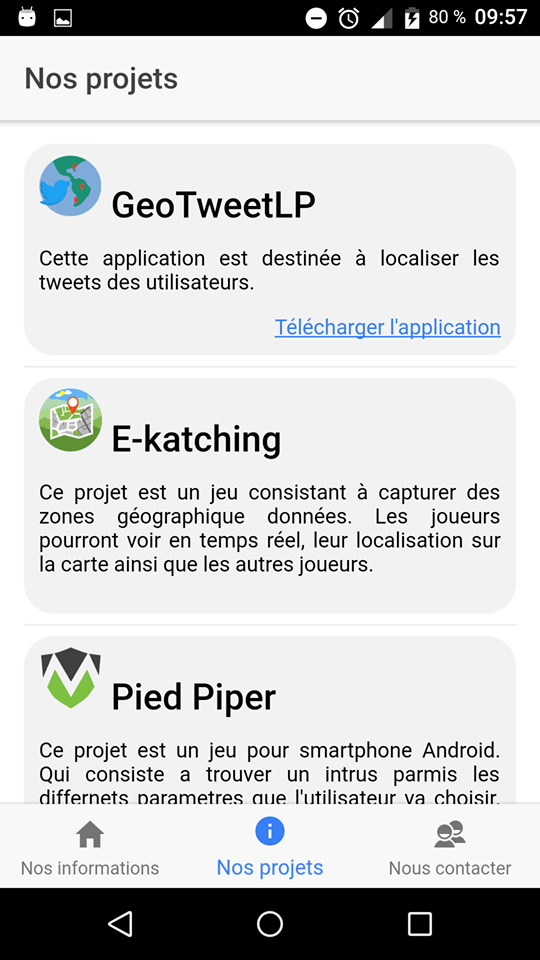 80 % 09:57
Nos projets
GeoTweetLP
Cette application est destinée à localiser les
tweets des utilisateurs.
Télécharger l'application
E-katching
Ce projet est un jeu consistant à capturer des
zones géographique données. Les joueurs
pourront voir en temps réel, leur localisation sur
la carte ainsi que les autres joueurs.
Pied Piper
Ce projet est un jeu pour smartphone Android.
Qui consiste a trouver un intrus parmis les
differnets parametres que l'utilisateur va choisir.
Nos informations
Nos projets
Nous contacter